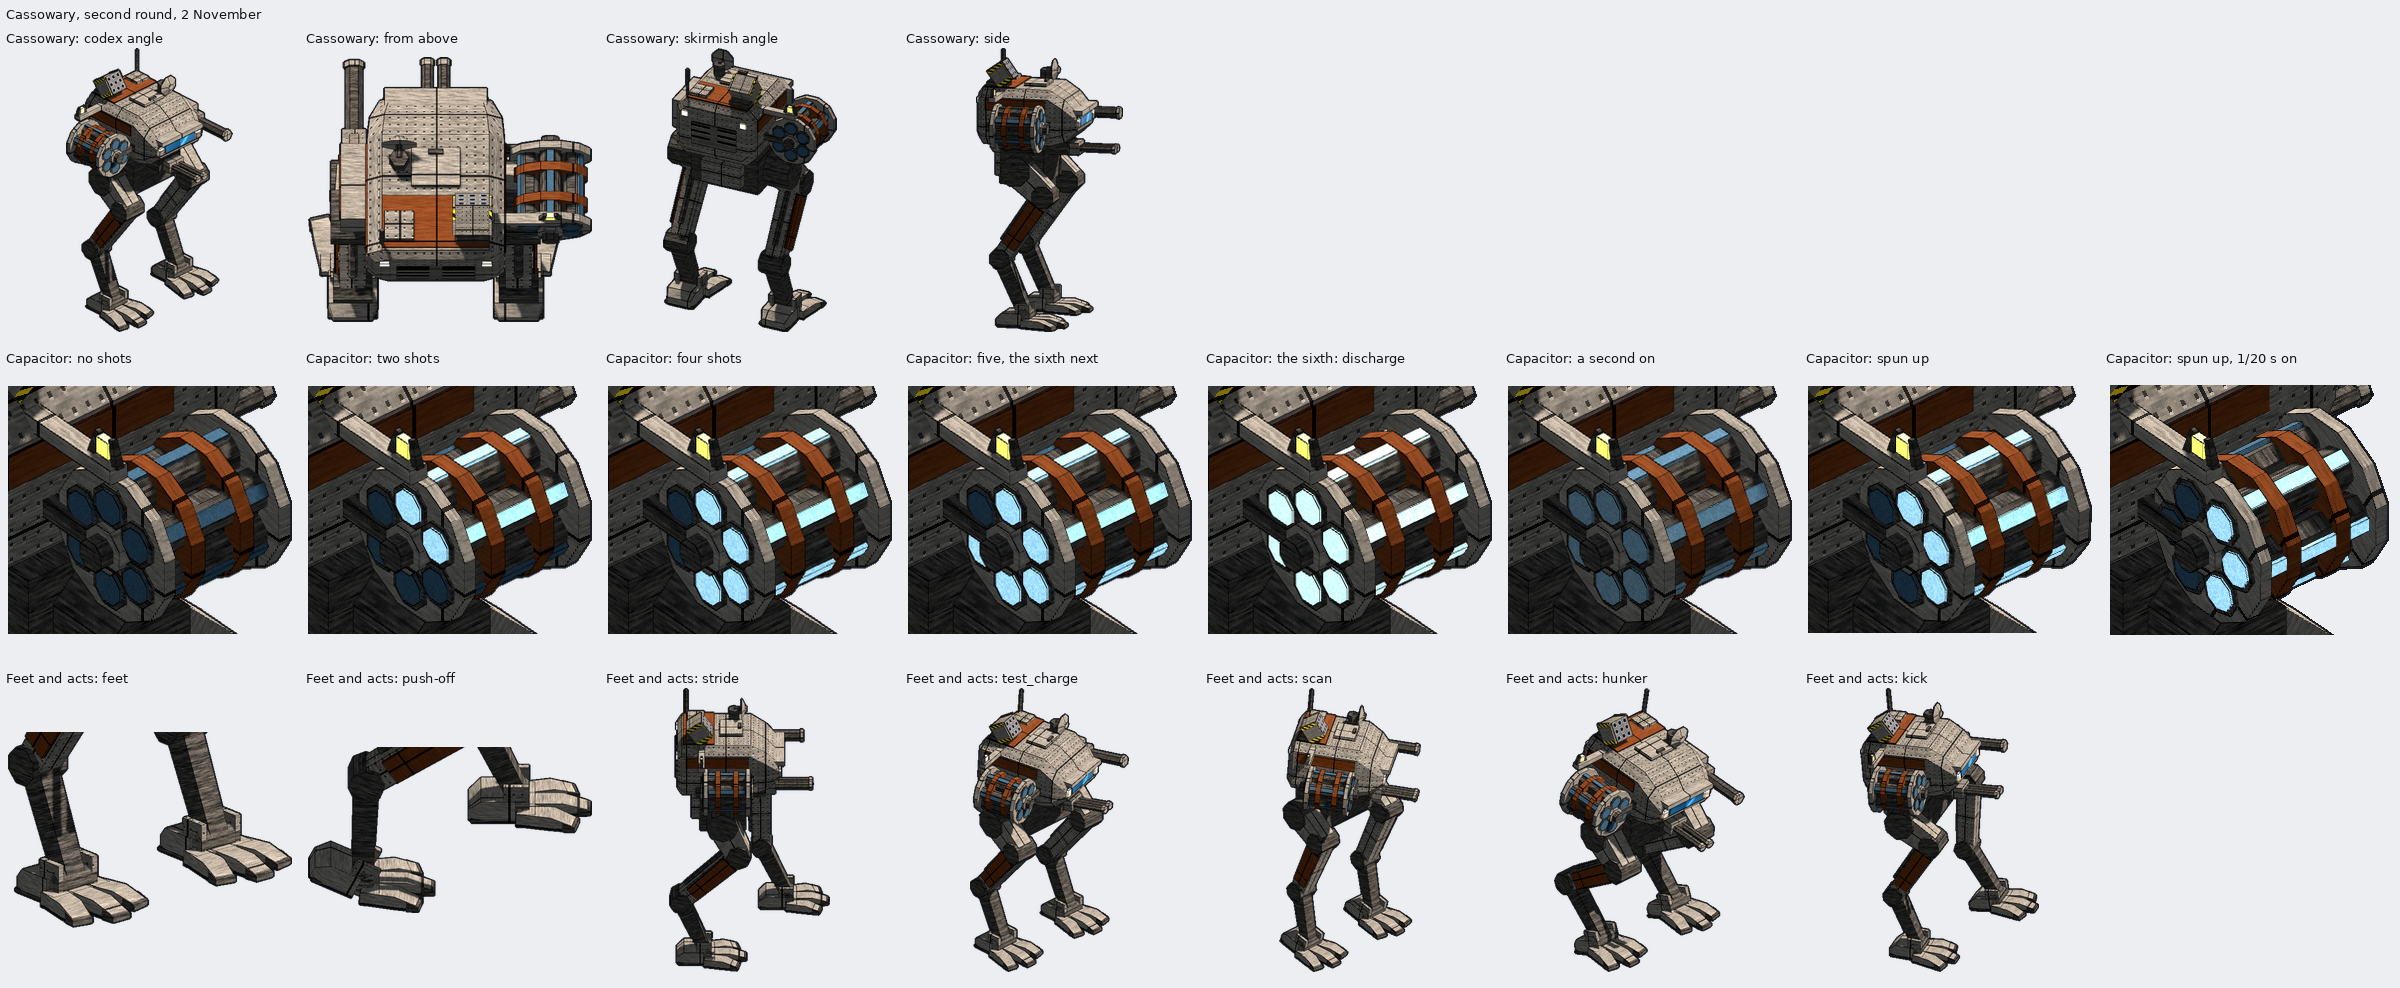 Cassowary, second round, 2 November
Cassowary: codex angle
Cassowary: from above
Cassowary: skirmish angle
Cassowary: side
Capacitor: no shots
Capacitor: two shots
Capacitor: four shots
Capacitor: five, the sixth next
Capacitor: the sixth: discharge
Capacitor: a second on
Capacitor: spun up
Capacitor: spun up, 1/20 s on
Feet and acts: feet
Feet and acts: push-off
Feet and acts: stride
Feet and acts: test_charge
Feet and acts: scan
Feet and acts: hunker
Feet and acts: kick